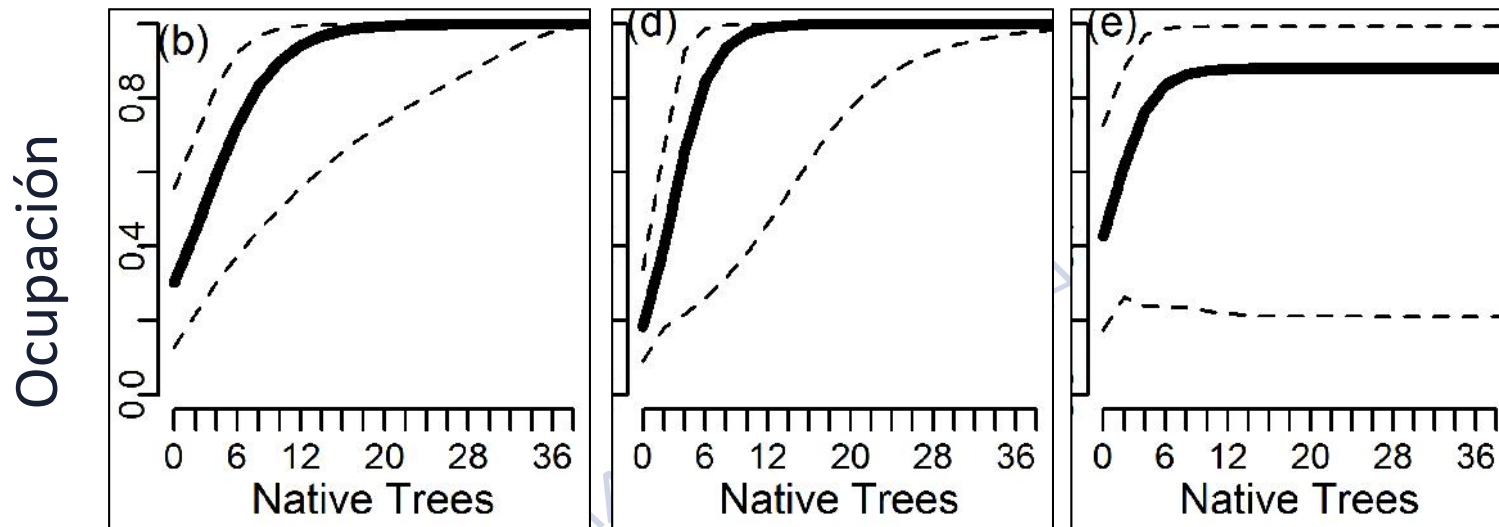 Ocupación
(b)
0.8
0.4
0.0
0 6 12 20 28 36
Native Trees
(d)
0 6 12 20 28 36
Native Trees
(e)
0 6 12 20 28 36
Native Trees